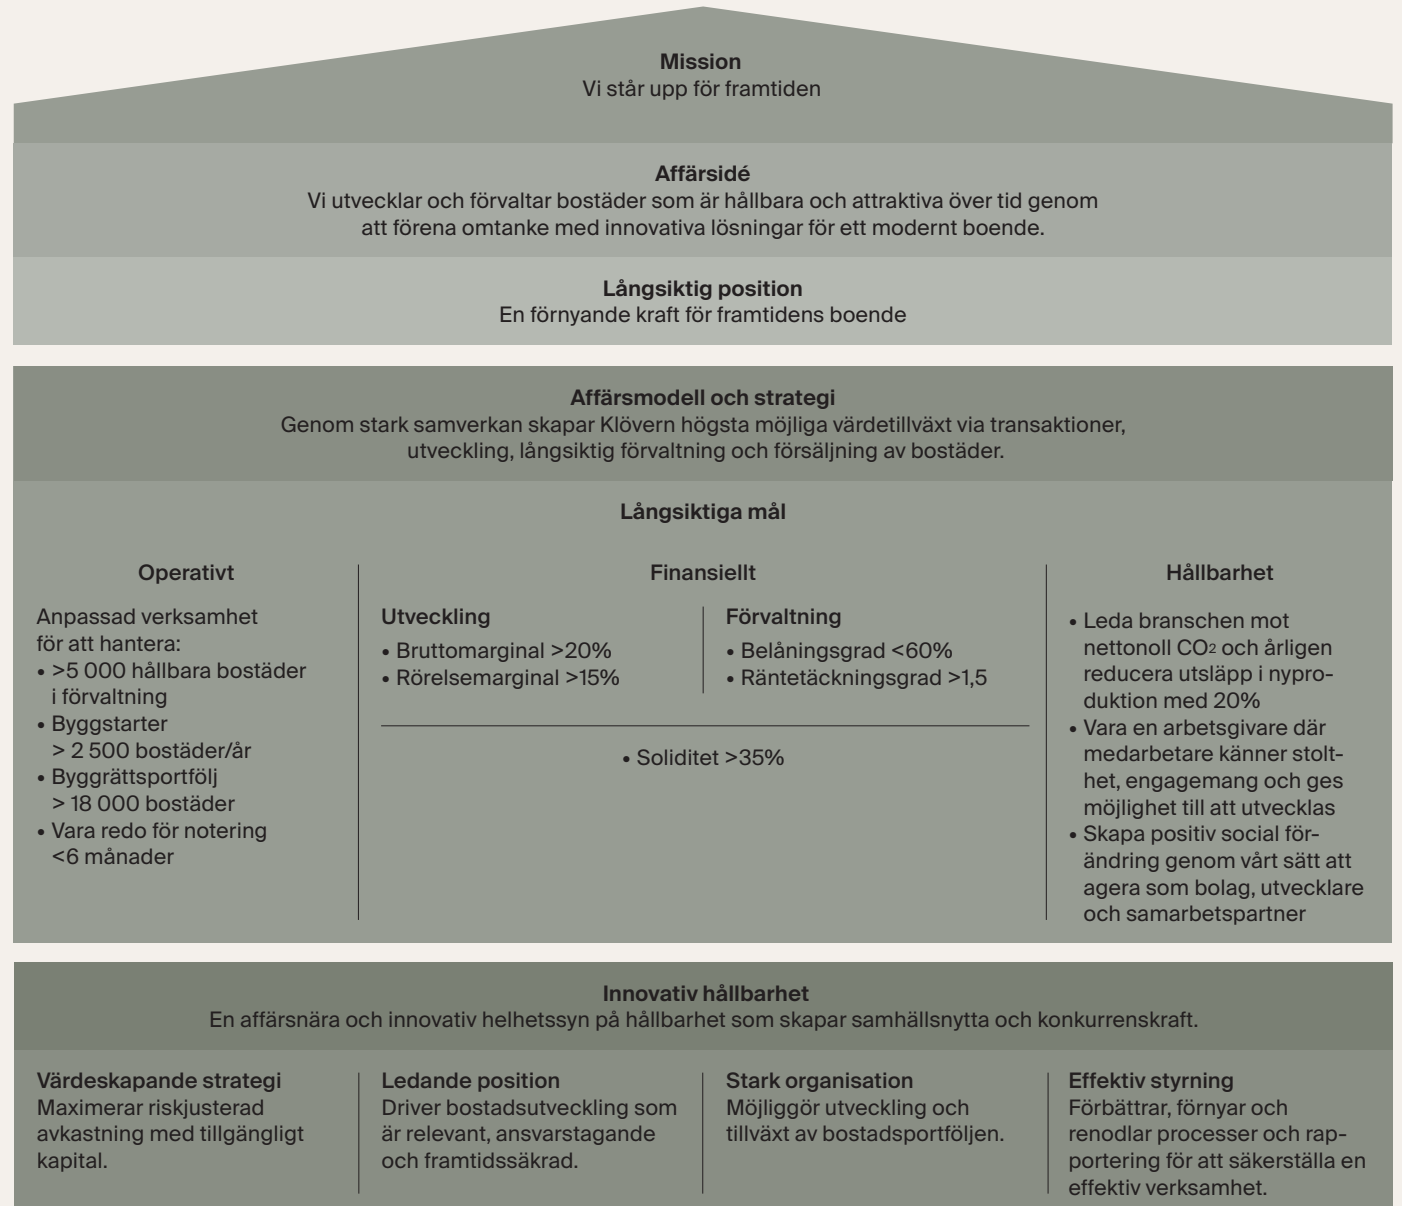 Mission
Vi står upp för framtiden
Affärsidé
Vi utvecklar och förvaltar bostäder som är hållbara och attraktiva över tid genom
att förena omtanke med innovativa lösningar för ett modernt boende.
Långsiktig position
En förnyande kraft för framtidens boende
Affärsmodell och strategi
Genom stark samverkan skapar Klövern högsta möjliga värdetillväxt via transaktioner,
utveckling, långsiktig förvaltning och försäljning av bostäder.
Långsiktiga mål
Operativt
Anpassad verksamhet
för att hantera:
• >5 000 hållbara bostäder
i förvaltning
• Byggstarter
> 2 500 bostäder/år
• Byggrättsportfölj
> 18 000 bostäder
• Vara redo för notering
<6 månader
Finansiellt
Utveckling
• Bruttomarginal >20%
• Rörelsemarginal >15%
Förvaltning
• Belåningsgrad <60%
• Räntetäckningsgrad >1,5
• Soliditet >35%
Hållbarhet
• Leda branschen mot
nettonoll CO2 och årligen
reducera utsläpp i nypro-
duktion med 20%
• Vara en arbetsgivare där
medarbetare känner stolt-
het, engagemang och ges
möjlighet till att utvecklas
• Skapa positiv social för-
ändring genom vårt sätt att
agera som bolag, utvecklare
och samarbetspartner
Innovativ hållbarhet
En affärsnära och innovativ helhetssyn på hållbarhet som skapar samhällsnytta och konkurrenskraft.
Värdeskapande strategi
Maximerar riskjusterad
avkastning med tillgängligt
kapital.
Ledande position
Driver bostadsutveckling som
är relevant, ansvarstagande
och framtidssäkrad.
Stark organisation
Möjliggör utveckling och
tillväxt av bostadsportföljen.
Effektiv styrning
Förbättrar, förnyar och
renodlar processer och rap-
portering för att säkerställa en
effektiv verksamhet.